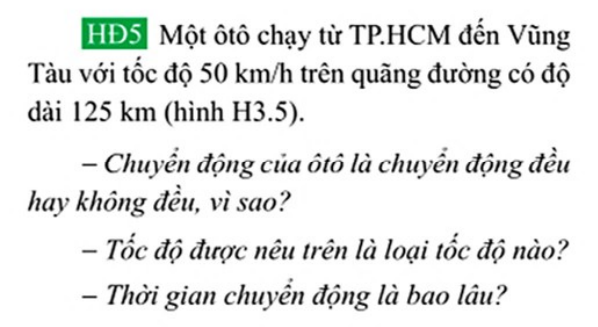 HĐ5 Một ôtô chạy từ TP.HCM đến Vũng
Tàu với tốc độ 50 km/h trên quãng đường có độ
dài 125 km (hình H3.5).
– Chuyển động của ôtô là chuyển động đều
hay không đều, vì sao?
– Tốc độ được nêu trên là loại tốc độ nào?
– Thời gian chuyển động là bao lâu?